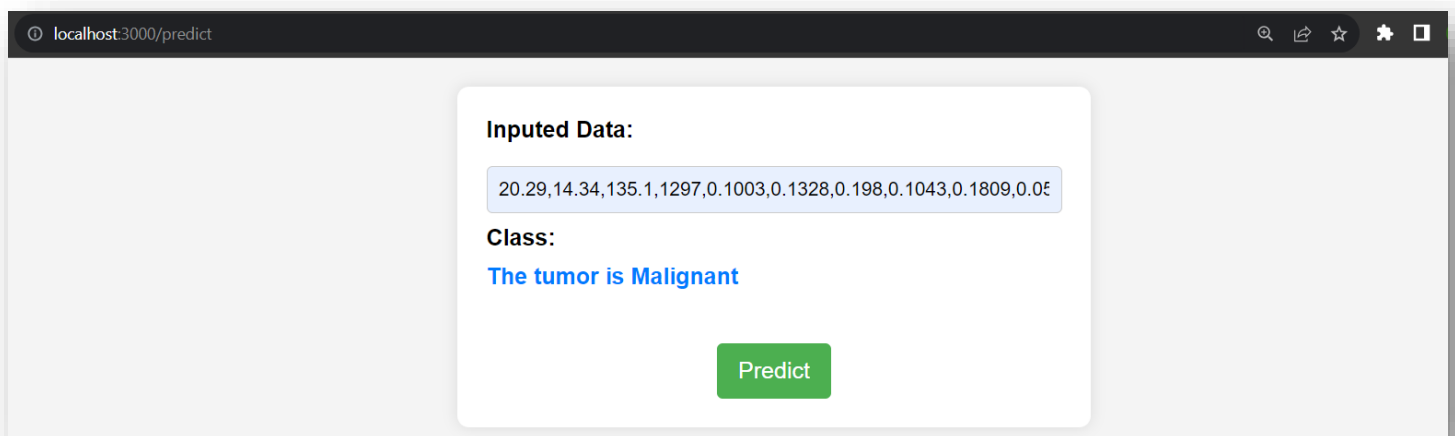 localhost:3000/predict
Inputed Data:
20.29,14.34,135.1,1297,0.1003,0.1328,0.198,0.1043,0.1809,0.05
Class:
The tumor is Malignant
Predict